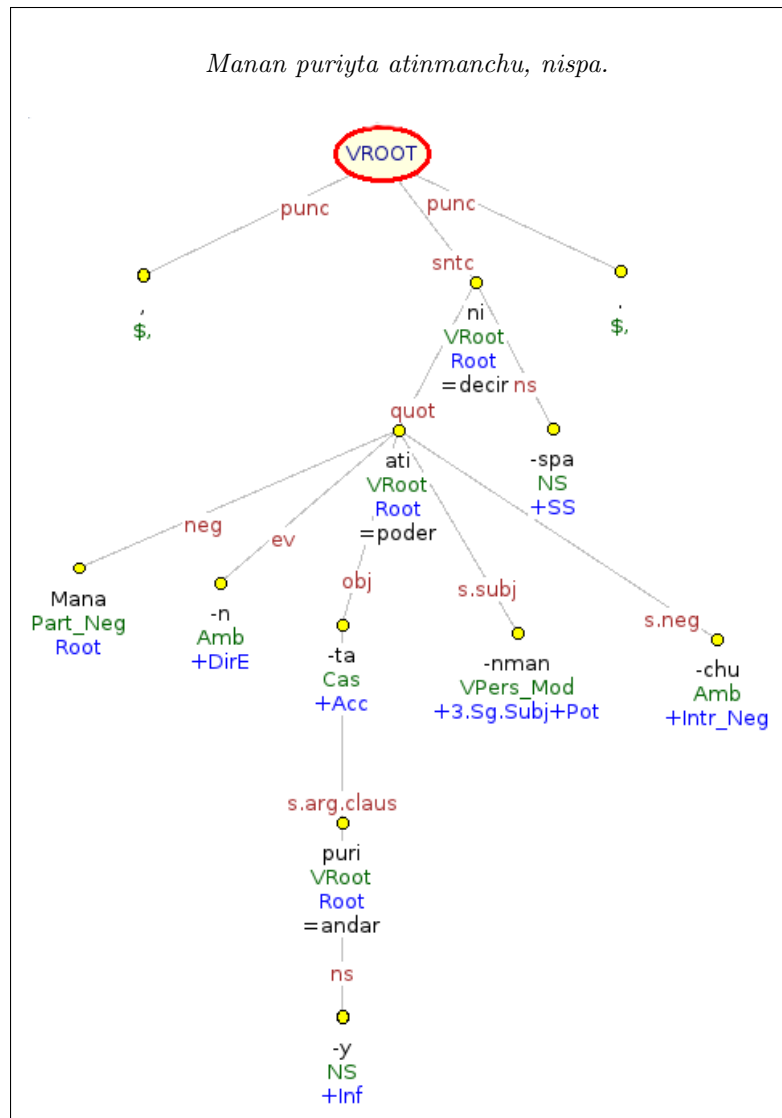 Manan puriyta atinmanchu, nispa.
VROOT
punc
punc
sntc
,
$,
ni
VRoot
Root
=decir
.
$,
quot
ns
ati
VRoot
Root
=poder
-spa
NS
+SS
neg
ev
obj
s.subj
s.neg
Mana
Part_Neg
Root
-n
Amb
+DirE
-ta
Cas
+Acc
-nman
VPers_Mod
+3.Sg.Subj+Pot
-chu
Amb
+Intr_Neg
s.arg.claus
puri
VRoot
Root
=andar
ns
-y
NS
+Inf